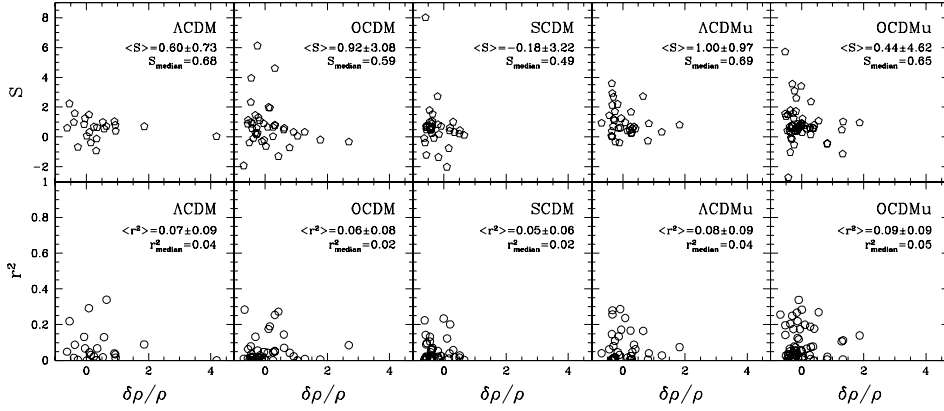 8
6
4
2
0
−2
S
ΛCDM
<S>=0.60±0.73
S_median=0.68
OCDM
<S>=0.92±3.08
S_median=0.59
SCDM
<S>=−0.18±3.22
S_median=0.49
ΛCDMu
<S>=1.00±0.97
S_median=0.69
OCDMu
<S>=0.44±4.62
S_median=0.65
1
0.8
0.6
0.4
0.2
0
r²
ΛCDM
<r²>=0.07±0.09
r²_median=0.04
OCDM
<r²>=0.06±0.08
r²_median=0.02
SCDM
<r²>=0.05±0.06
r²_median=0.02
ΛCDMu
<r²>=0.08±0.09
r²_median=0.04
OCDMu
<r²>=0.09±0.09
r²_median=0.05
0 2 4
0 2 4
0 2 4
0 2 4
0 2 4
δρ/ρ
δρ/ρ
δρ/ρ
δρ/ρ
δρ/ρ